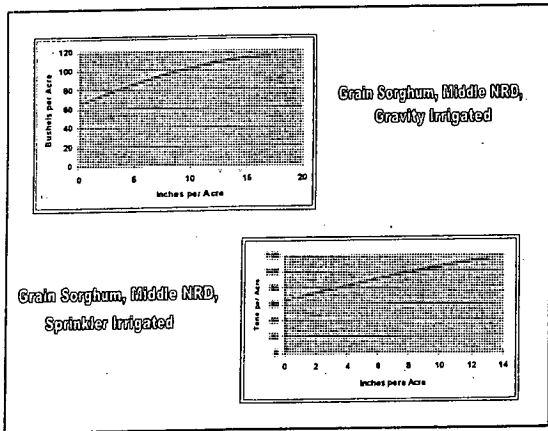 120
100
80
60
40
20
0
Bushels per Acre
0 5 10 15 20
Inches per Acre
Grain Sorghum, Middle NRD,
Gravity Irrigated
Grain Sorghum, Middle NRD,
Sprinkler Irrigated
Tons per Acre
0 2 4 6 8 10 12 14
Inches pere Acre